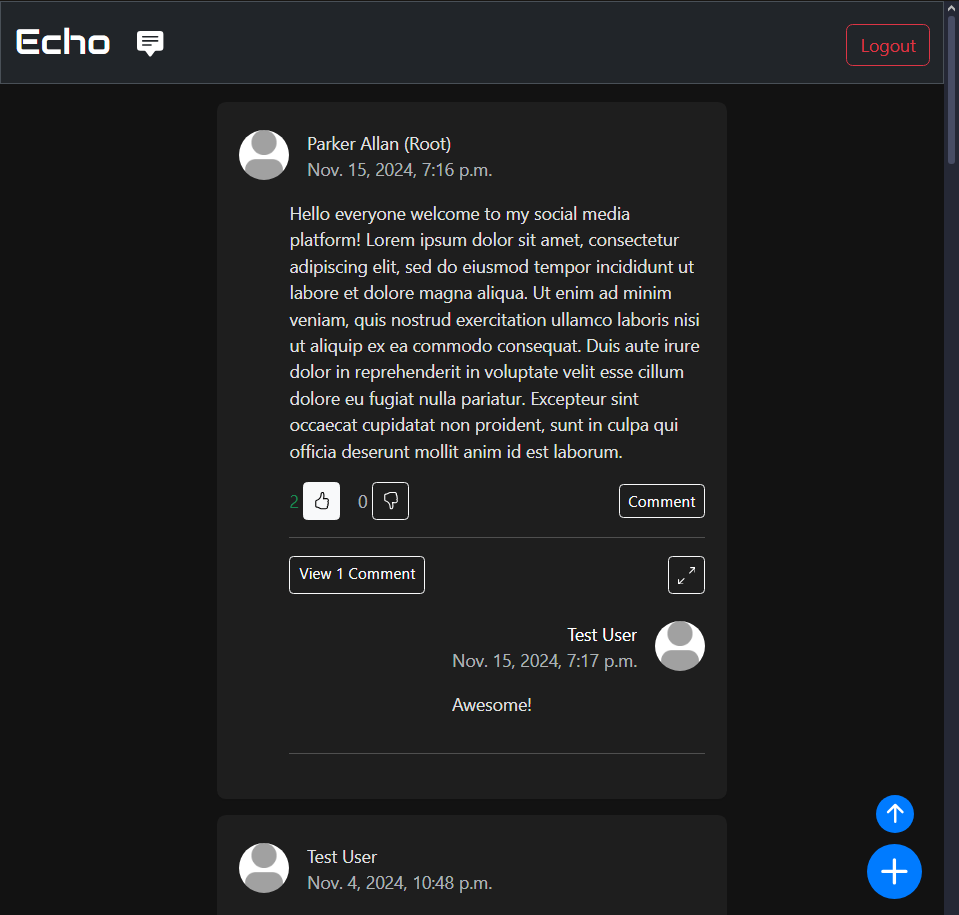 Echo
Logout
Parker Allan (Root)
Nov. 15, 2024, 7:16 p.m.
Hello everyone welcome to my social media
platform! Lorem ipsum dolor sit amet, consectetur
adipiscing elit, sed do eiusmod tempor incididunt ut
labore et dolore magna aliqua. Ut enim ad minim
veniam, quis nostrud exercitation ullamco laboris nisi
ut aliquip ex ea commodo consequat. Duis aute irure
dolor in reprehenderit in voluptate velit esse cillum
dolore eu fugiat nulla pariatur. Excepteur sint
occaecat cupidatat non proident, sunt in culpa qui
officia deserunt mollit anim id est laborum.
2 0 Comment
View 1 Comment
Test User
Nov. 15, 2024, 7:17 p.m.
Awesome!
Test User
Nov. 4, 2024, 10:48 p.m.